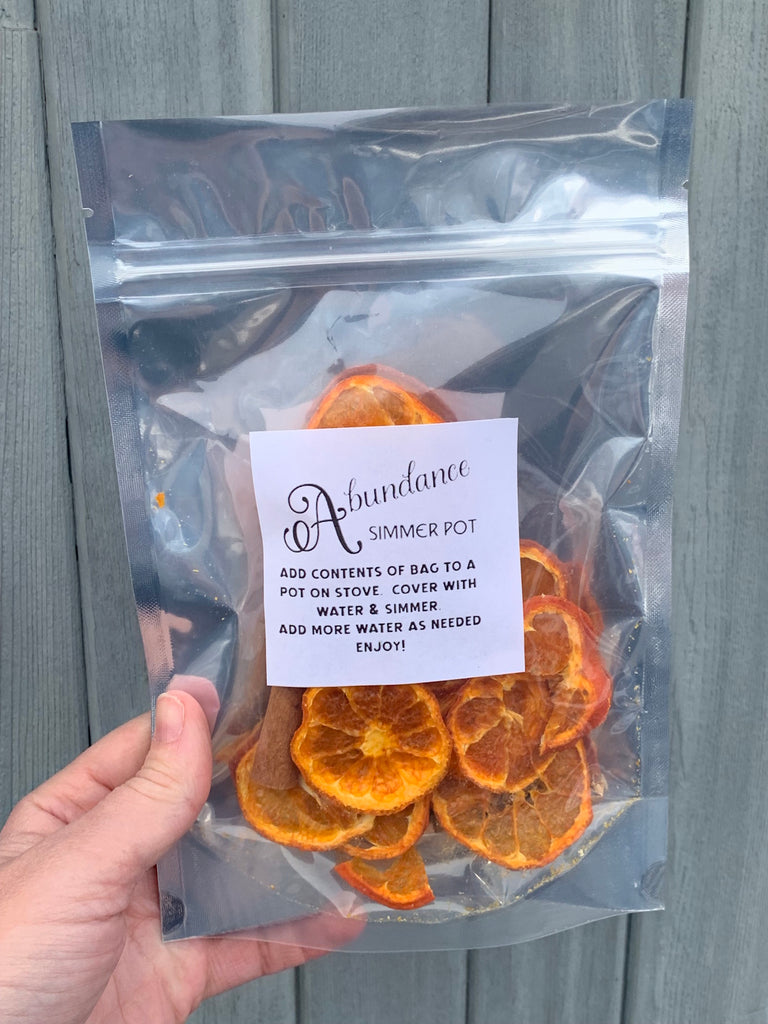 Abundance
SIMMER POT
ADD CONTENTS OF BAG TO A
POT ON STOVE. COVER WITH
WATER & SIMMER.
ADD MORE WATER AS NEEDED
ENJOY!